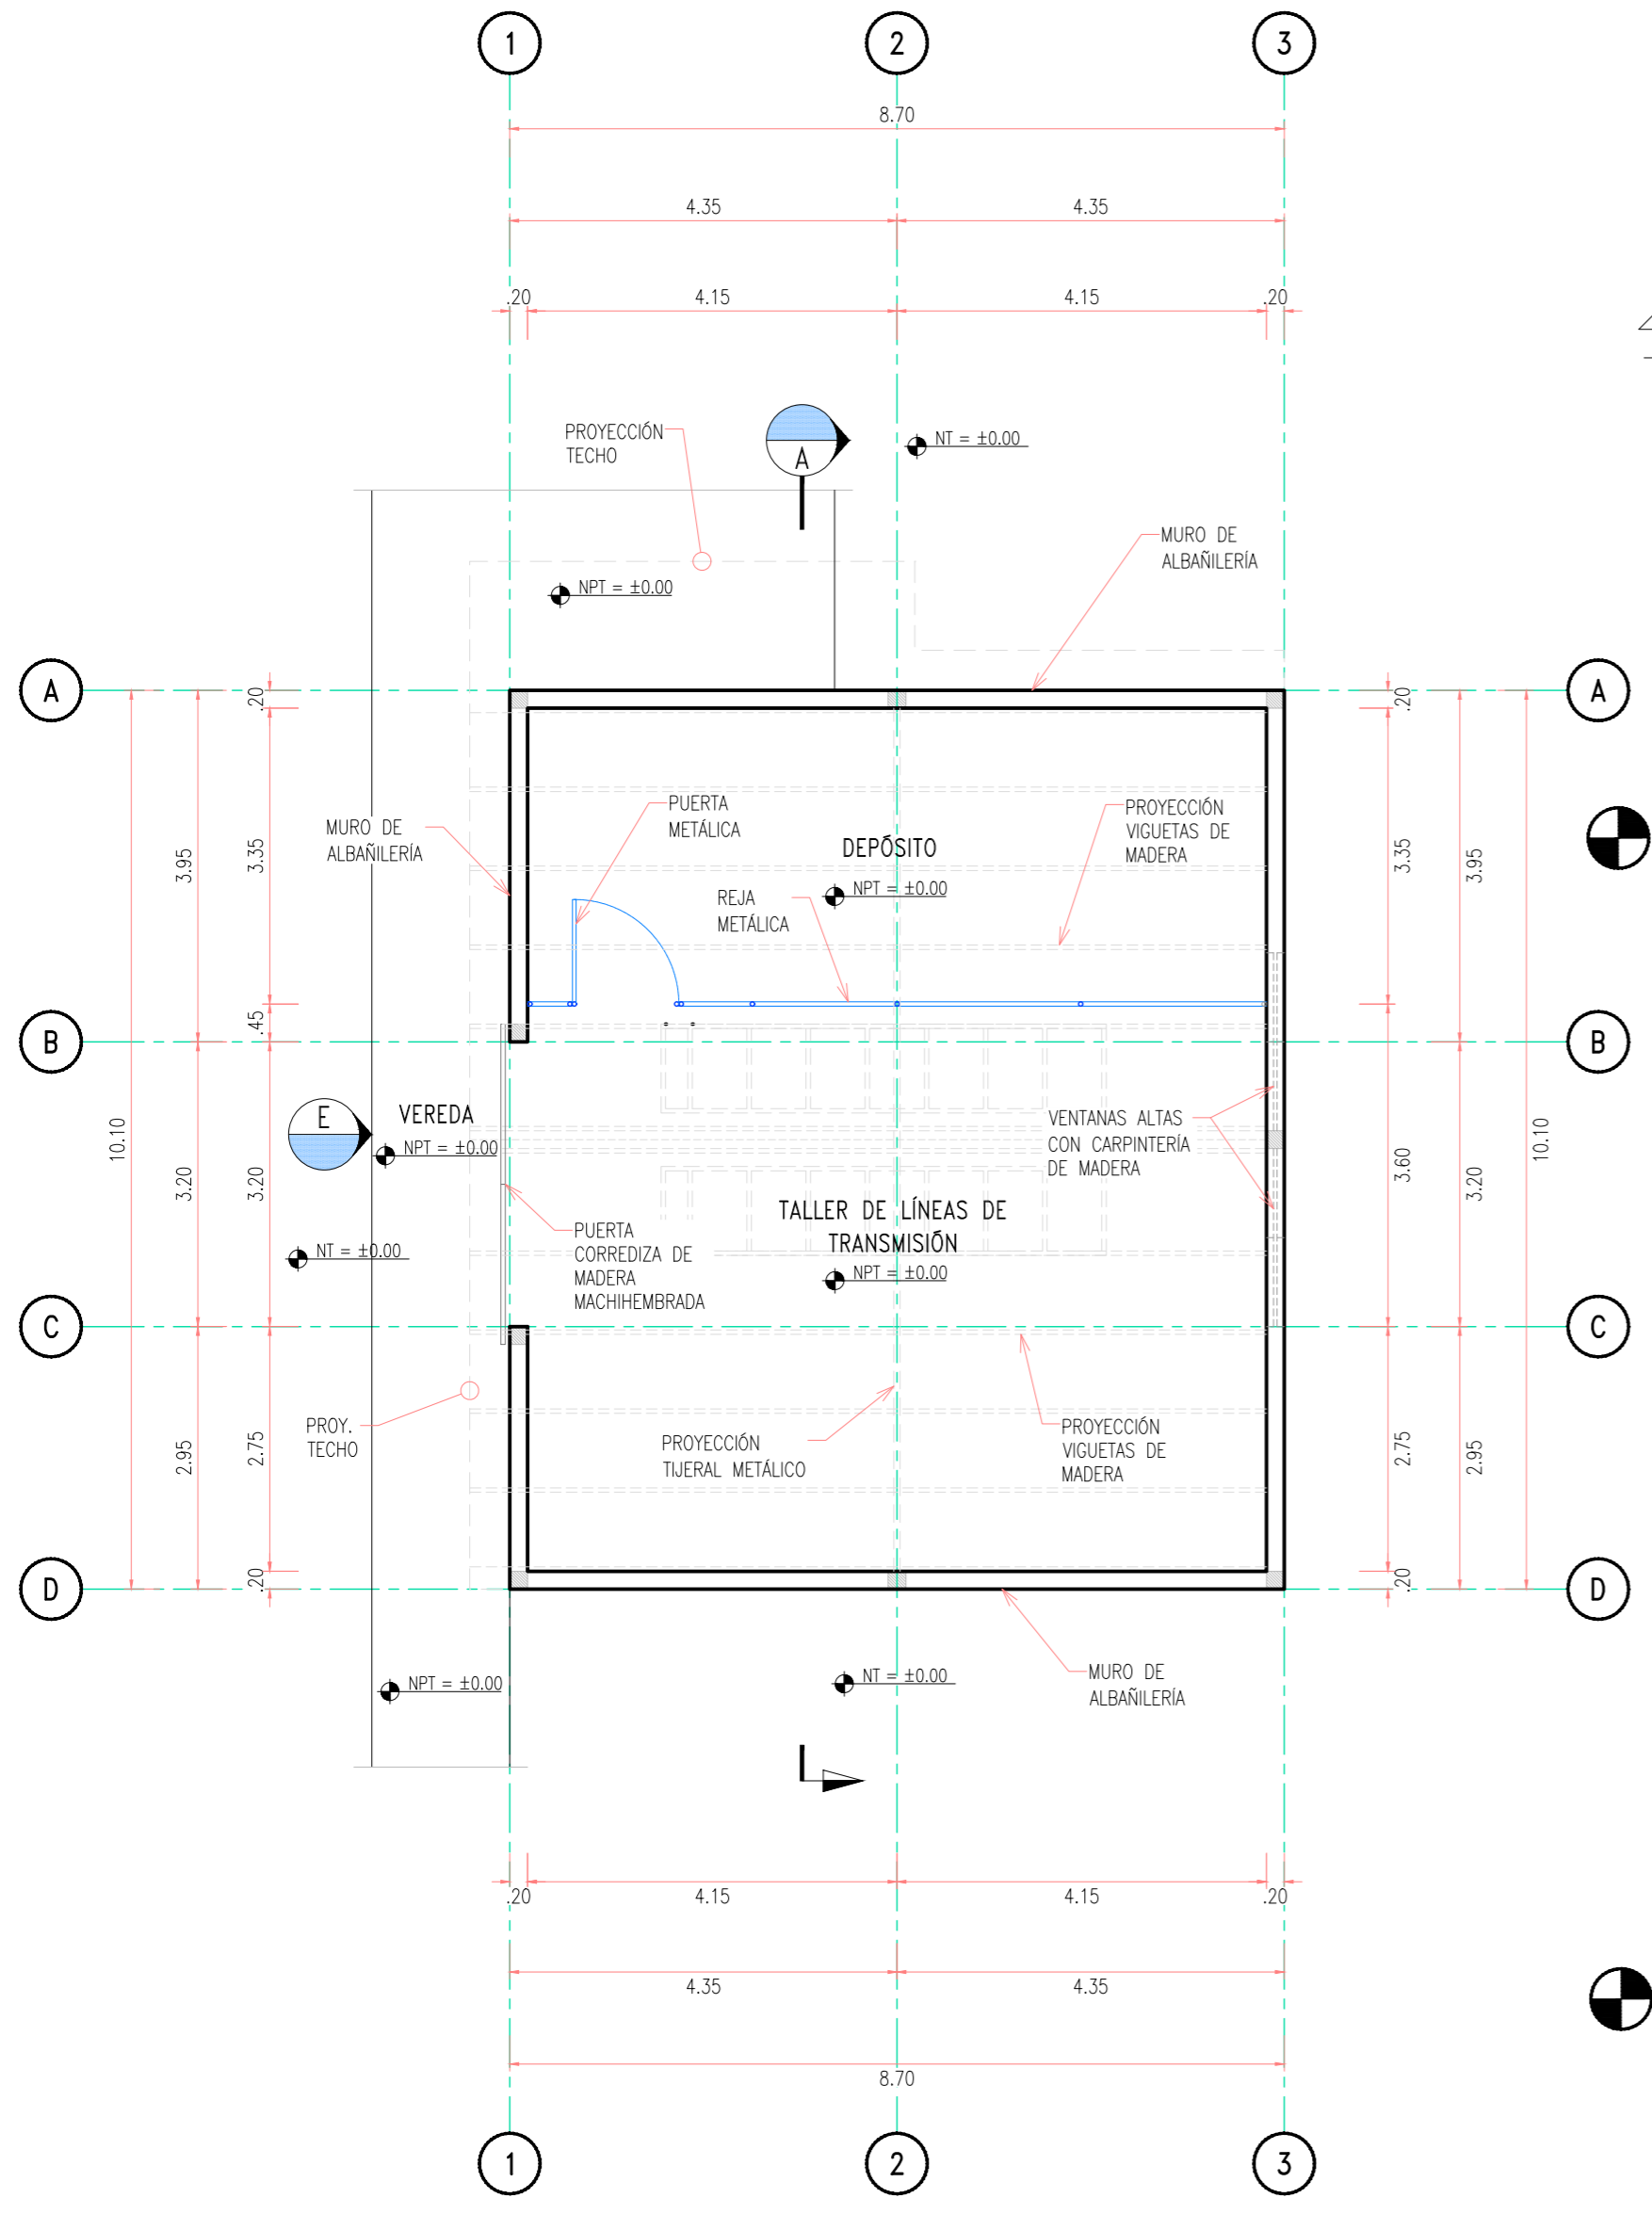 1 2 3
8.70
4.35 4.35
.20 4.15 4.15 .20
PROYECCIÓN
TECHO
A
NT = ±0.00
MURO DE
ALBAÑILERÍA
NPT = ±0.00
A A
.20 .20
PUERTA
METÁLICA
PROYECCIÓN
VIGUETAS DE
MADERA
MURO DE
ALBAÑILERÍA
DEPÓSITO
NPT = ±0.00
3.95 3.35 3.35 3.95
REJA
METÁLICA
.45
B B
VEREDA
E
NPT = ±0.00
VENTANAS ALTAS
CON CARPINTERÍA
DE MADERA
10.10 3.20 3.20 3.60 3.20 10.10
TALLER DE LÍNEAS DE
TRANSMISIÓN
NPT = ±0.00
PUERTA
CORREDIZA DE
MADERA
MACHIHEMBRADA
NT = ±0.00
C C
PROY.
TECHO
PROYECCIÓN
TIJERAL METÁLICO
PROYECCIÓN
VIGUETAS DE
MADERA
2.95 2.75 2.75 2.95
.20 .20
D D
NPT = ±0.00
NT = ±0.00
MURO DE
ALBAÑILERÍA
.20 4.15 4.15 .20
4.35 4.35
8.70
1 2 3